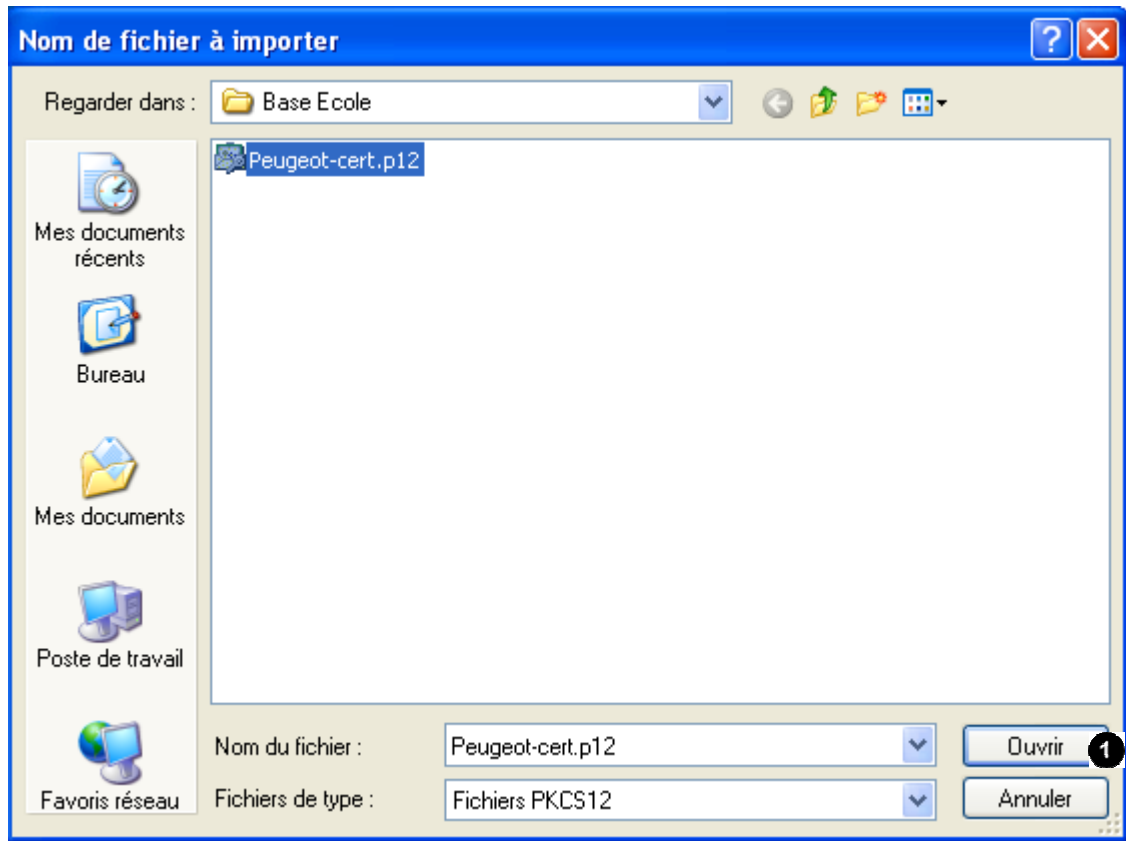 Nom de fichier à importer
Regarder dans :
Base Ecole
Peugeot-cert.p12
Mes documents
récents
Bureau
Mes documents
Poste de travail
Favoris réseau
Nom du fichier :
Peugeot-cert.p12
Ouvrir
1
Fichiers de type :
Fichiers PKCS12
Annuler